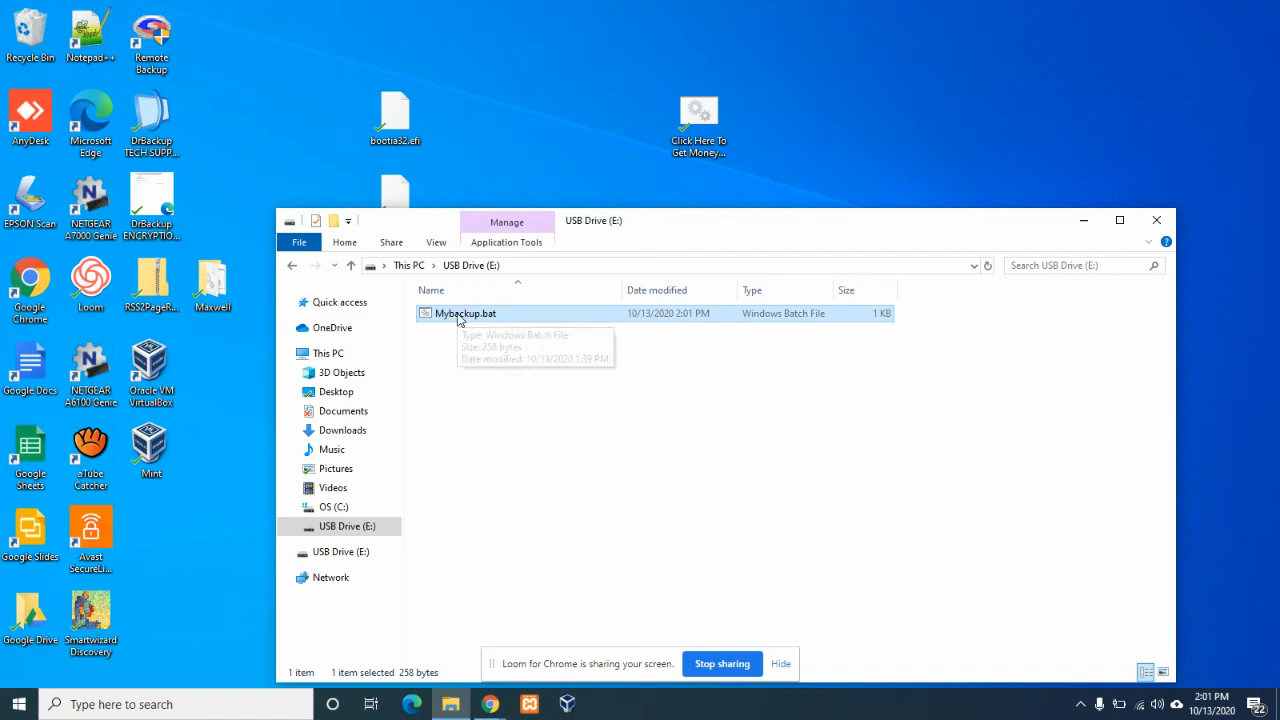 Recycle Bin
Notepad++
Remote
Backup
AnyDesk
Microsoft
Edge
DrBackup
TECH SUPP...
bootia32.efi
Click Here To
Get Money...
EPSON Scan
NETGEAR
A7000 Genie
DrBackup
ENCRYPTIO...
Google
Chrome
Loom
RSS2PageR...
Maxwell
Google Docs
NETGEAR
A6100 Genie
Oracle VM
VirtualBox
Google
Sheets
aTube
Catcher
Mint
Google Slides
Avast
SecureLi...
Google Drive
Smartwizard
Discovery
Manage
USB Drive (E:)
File
Home
Share
View
Application Tools
This PC
USB Drive (E:)
Search USB Drive (E:)
Name
Date modified
Type
Size
Mybackup.bat
10/13/2020 2:01 PM
Windows Batch File
1 KB
Type: Windows Batch File
Size: 258 bytes
Date modified: 10/13/2020 1:39 PM
Quick access
OneDrive
This PC
3D Objects
Desktop
Documents
Downloads
Music
Pictures
Videos
OS (C:)
USB Drive (E:)
USB Drive (E:)
Network
Loom for Chrome is sharing your screen.
Stop sharing
Hide
1 item
1 item selected 258 bytes
Type here to search
2:01 PM
10/13/2020
22